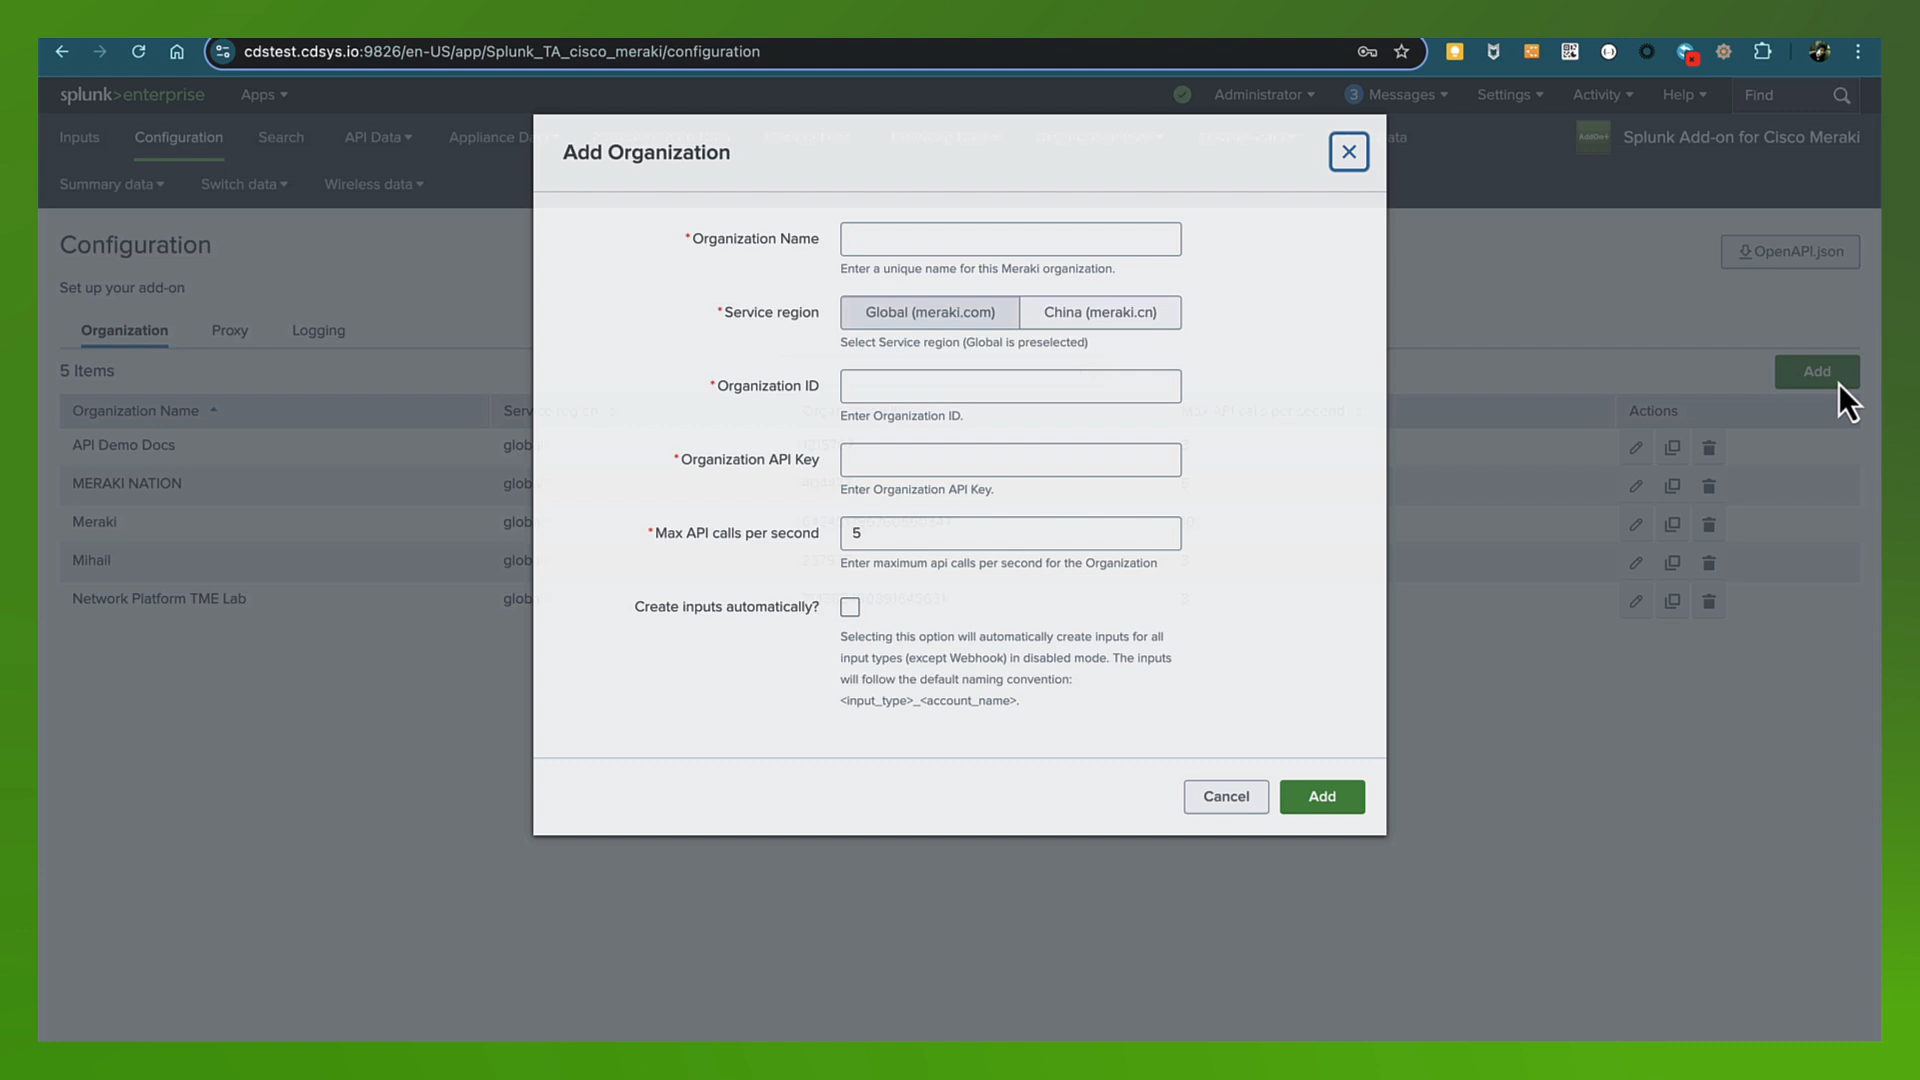 cdstest.cdsys.io:9826/en-US/app/Splunk_TA_cisco_meraki/configuration
splunk>enterprise Apps Administrator 3 Messages Settings Activity Help Find
Inputs Configuration Search API Data Appliance Splunk Add-on for Cisco Meraki
Summary data Switch data Wireless data
Configuration
OpenAPI.json
Set up your add-on
Organization Proxy Logging
5 Items
Add
Organization Name Actions
API Demo Docs
MERAKI NATION
Meraki
Mihail
Network Platform TME Lab
Add Organization
*Organization Name
Enter a unique name for this Meraki organization.
*Service region Global (meraki.com) China (meraki.cn)
Select Service region (Global is preselected)
*Organization ID
Enter Organization ID.
*Organization API Key
Enter Organization API Key.
*Max API calls per second 5
Enter maximum api calls per second for the Organization
Create inputs automatically?
Selecting this option will automatically create inputs for all
input types (except Webhook) in disabled mode. The inputs
will follow the default naming convention:
<input_type>_<account_name>.
Cancel Add